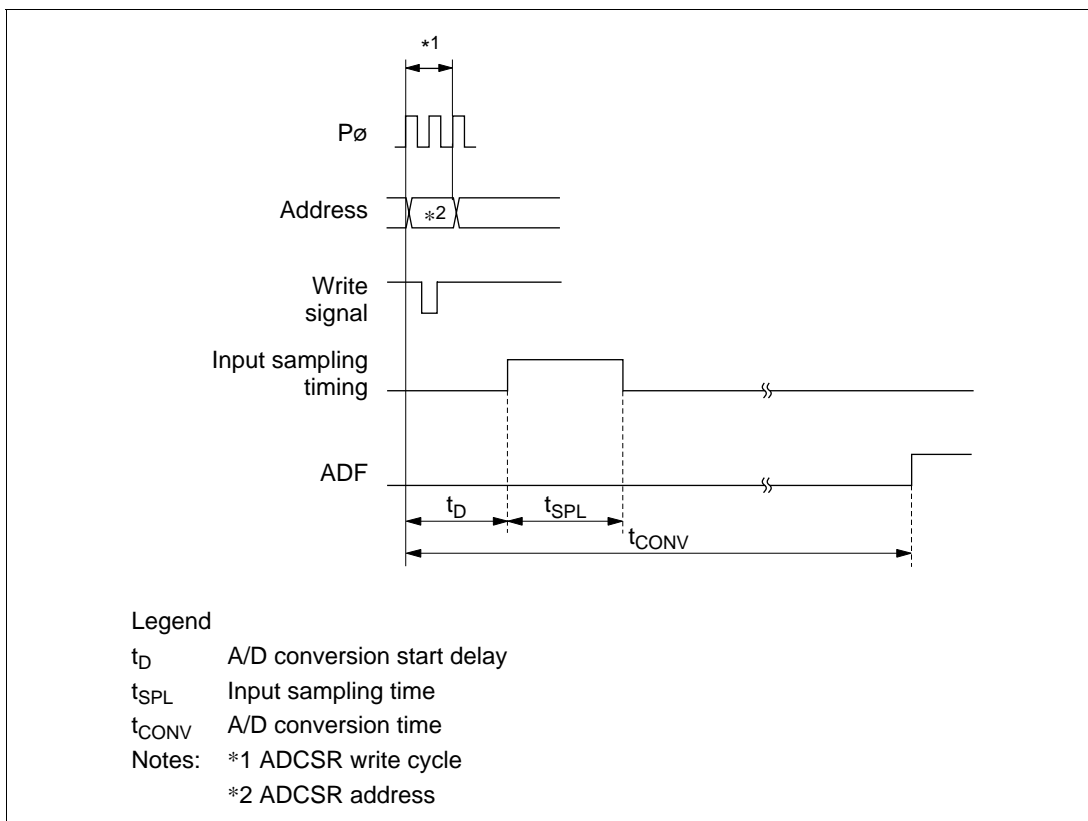 *1
Pø
Address
*2
Write
signal
Input sampling
timing
ADF
tD
tSPL
tCONV
Legend
tD A/D conversion start delay
tSPL Input sampling time
tCONV A/D conversion time
Notes: *1 ADCSR write cycle
*2 ADCSR address